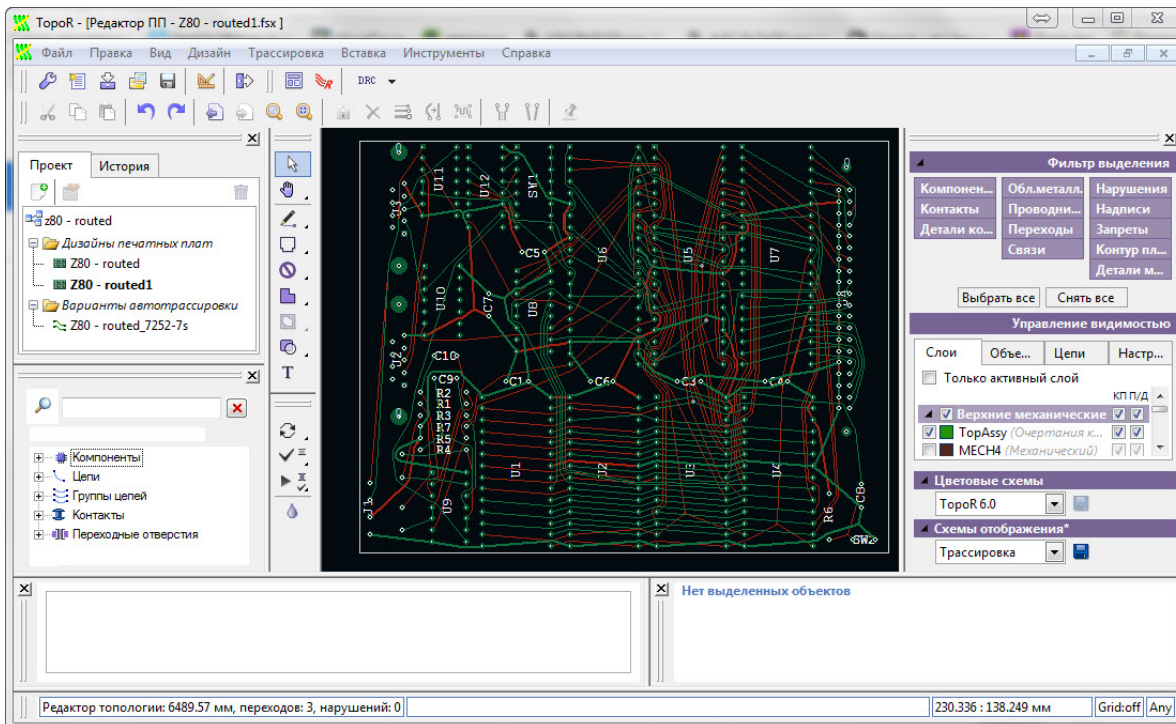 TopoR - [Редактор ПП - Z80 - routed1.fsx ]
Файл Правка Вид Дизайн Трассировка Вставка Инструменты Справка
DRC
Проект История
z80 - routed
Дизайны печатных плат
Z80 - routed
Z80 - routed1
Варианты автотрассировки
Z80 - routed_7252-7s
Компоненты
Цепи
Группы цепей
Контакты
Переходные отверстия
T
U11
U12
SW1
J3
C5
U6
U5
U7
U10
C7
U8
J2
C10
C9
C1
C6
C3
C4
R2
R1
R3
R7
R5
R4
U1
U2
U3
U4
J1
U9
R6
C8
SW2
Фильтр выделения
Компонен... Обл.металл. Нарушения
Контакты Проводни... Надписи
Детали ко... Переходы Запреты
Связи Контур пл...
Детали м...
Выбрать все Снять все
Управление видимостью
Слои Объе... Цепи Настр...
Только активный слой
КП П/Д
Верхние механические
TopAssy (Очертания к...
MECH4 (Механический)
Цветовые схемы
TopoR 6.0
Схемы отображения*
Трассировка
Нет выделенных объектов
Редактор топологии: 6489.57 мм, переходов: 3, нарушений: 0
230.336 : 138.249 мм
Grid:off
Any